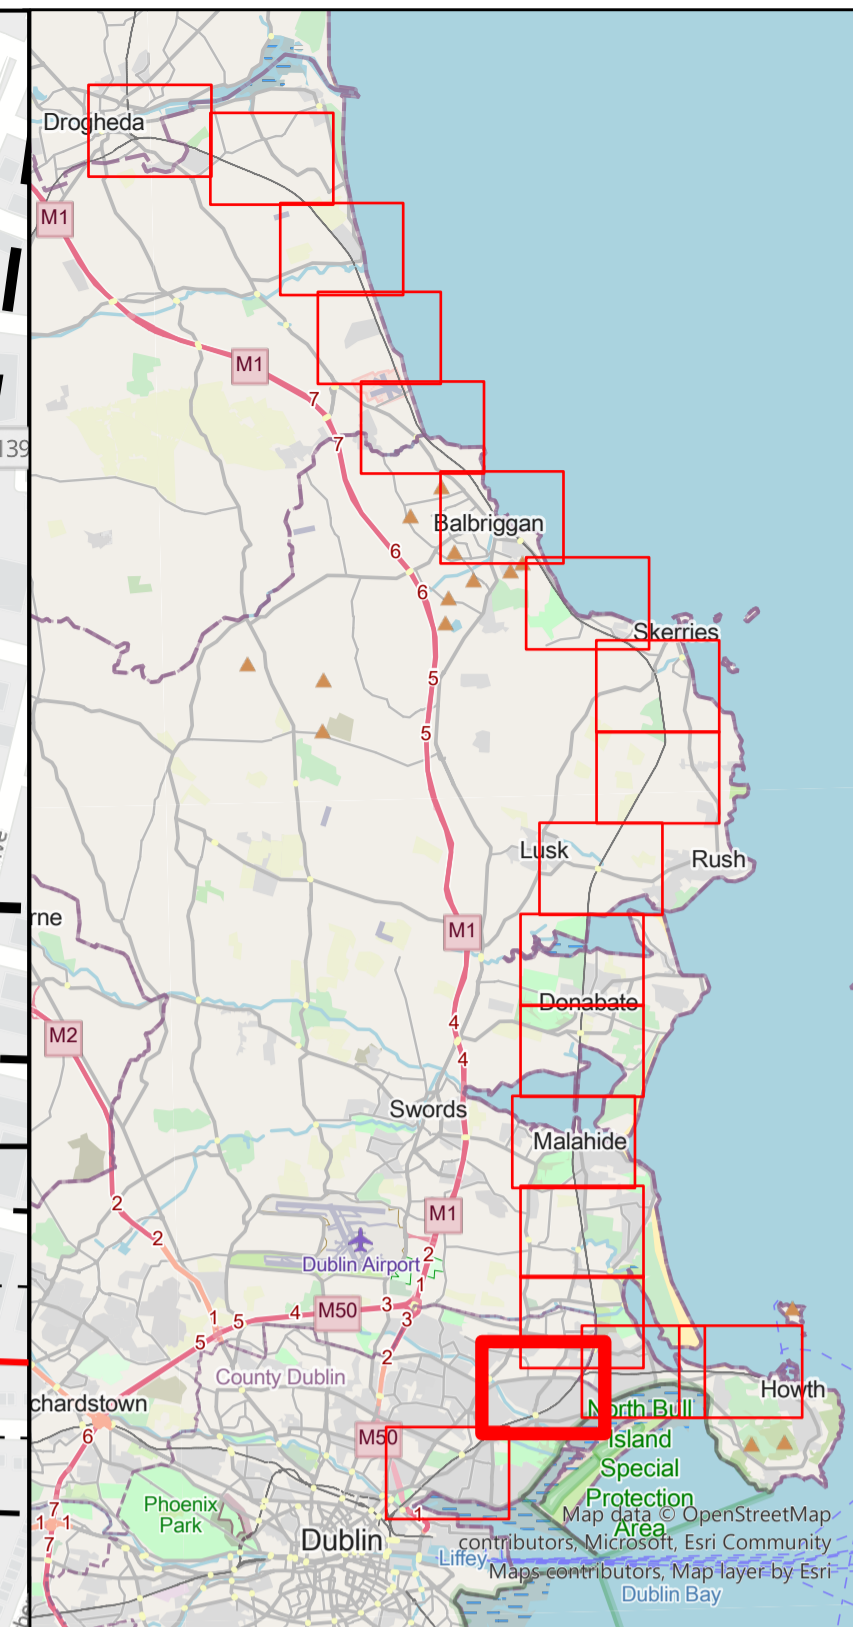 Drogheda
M1
M1
7
7
139
Balbriggan
6
6
Skerries
5
5
Lusk
Rush
rne
M1
Donabate
M2
4
4
Swords
Malahide
2
2
M1
Dublin Airport
2
1
1
5
5
4
M50
3
3
2
County Dublin
chardstown
6
Howth
North Bull
Island
Special
Protection
Area
M50
7
1
1
7
Phoenix
Park
1
Dublin
Liffey
Map data © OpenStreetMap
contributors, Microsoft, Esri Community
Maps contributors, Map layer by Esri
Dublin Bay